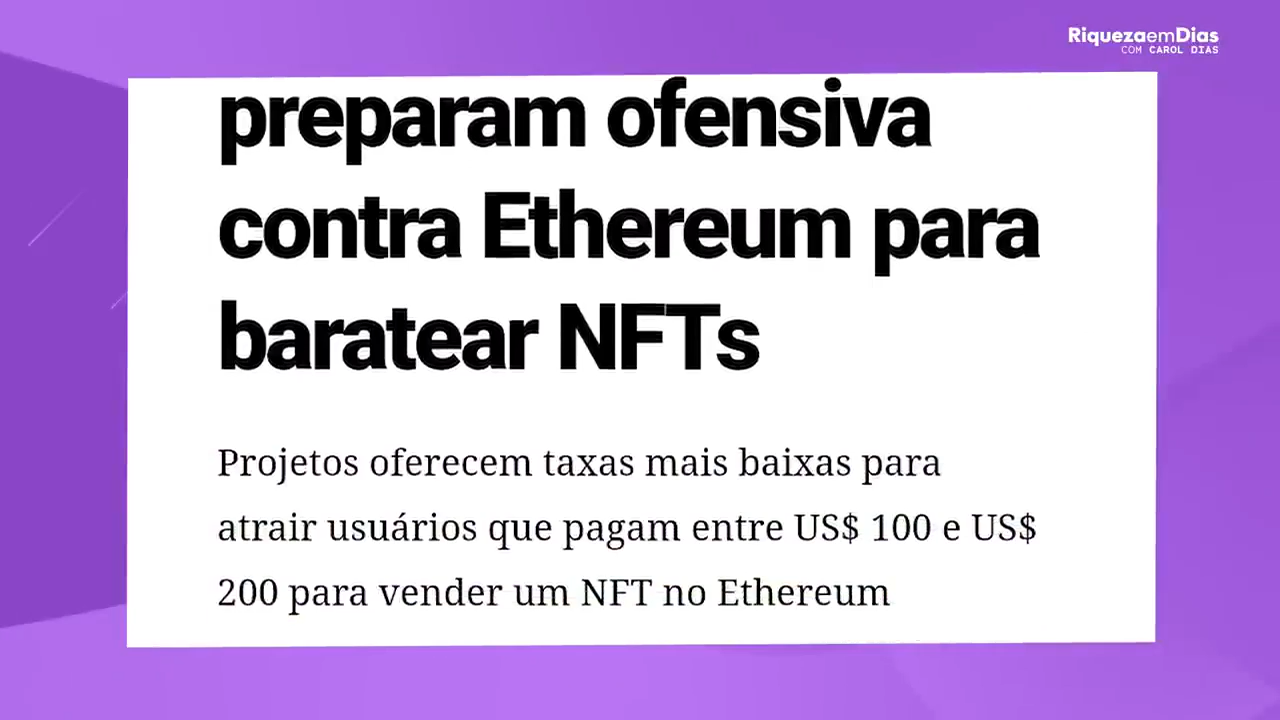 RiquezaemDias
COM CAROL DIAS
preparam ofensiva
contra Ethereum para
baratear NFTs
Projetos oferecem taxas mais baixas para
atrair usuários que pagam entre US$ 100 e US$
200 para vender um NFT no Ethereum